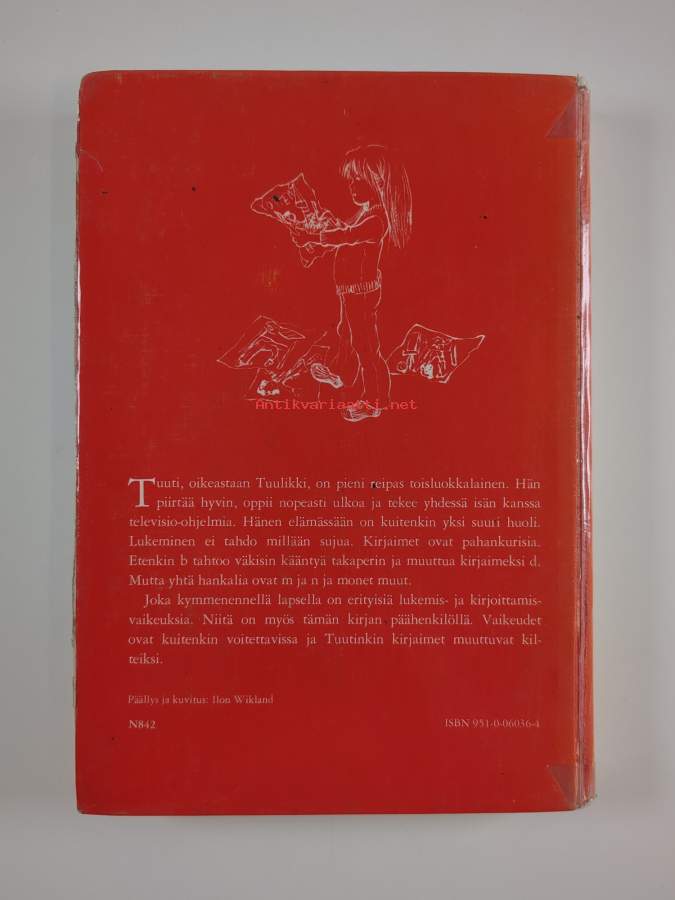 Antikvariaatti.net
Tuuti, oikeastaan Tuulikki, on pieni reipas toisluokkalainen. Hän
piirtää hyvin, oppii nopeasti ulkoa ja tekee yhdessä isän kanssa
televisio-ohjelmia. Hänen elämässään on kuitenkin yksi suuri huoli.
Lukeminen ei tahdo millään sujua. Kirjaimet ovat pahankurisia.
Etenkin b tahtoo väkisin kääntyä takaperin ja muuttua kirjaimeksi d.
Mutta yhtä hankalia ovat m ja n ja monet muut.
Joka kymmenennellä lapsella on erityisiä lukemis- ja kirjoittamis-
vaikeuksia. Niitä on myös tämän kirjan päähenkilöllä. Vaikeudet
ovat kuitenkin voitettavissa ja Tuutinkin kirjaimet muuttuvat kil-
teiksi.
Päällys ja kuvitus: Ilon Wikland
N842 ISBN 951-0-06036-4